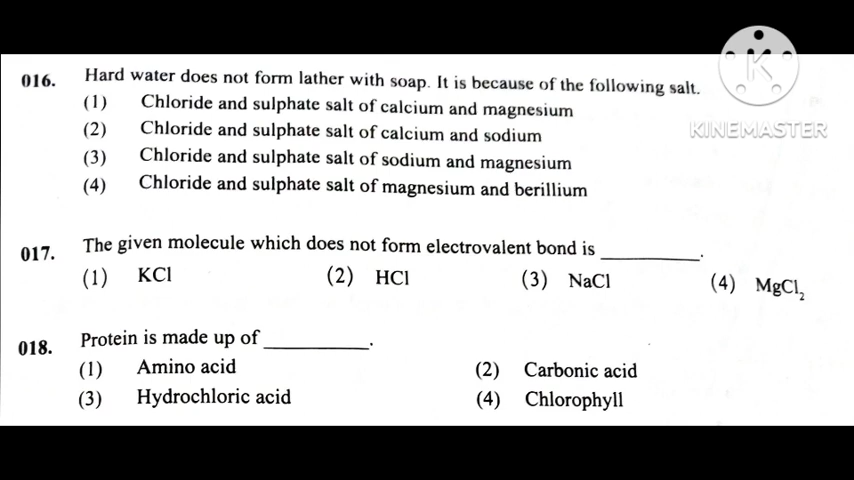 K
KINEMASTER
016. Hard water does not form lather with soap. It is because of the following salt.
(1) Chloride and sulphate salt of calcium and magnesium
(2) Chloride and sulphate salt of calcium and sodium
(3) Chloride and sulphate salt of sodium and magnesium
(4) Chloride and sulphate salt of magnesium and berillium
017. The given molecule which does not form electrovalent bond is __________.
(1) KCl (2) HCl (3) NaCl (4) MgCl₂
018. Protein is made up of __________.
(1) Amino acid (2) Carbonic acid
(3) Hydrochloric acid (4) Chlorophyll